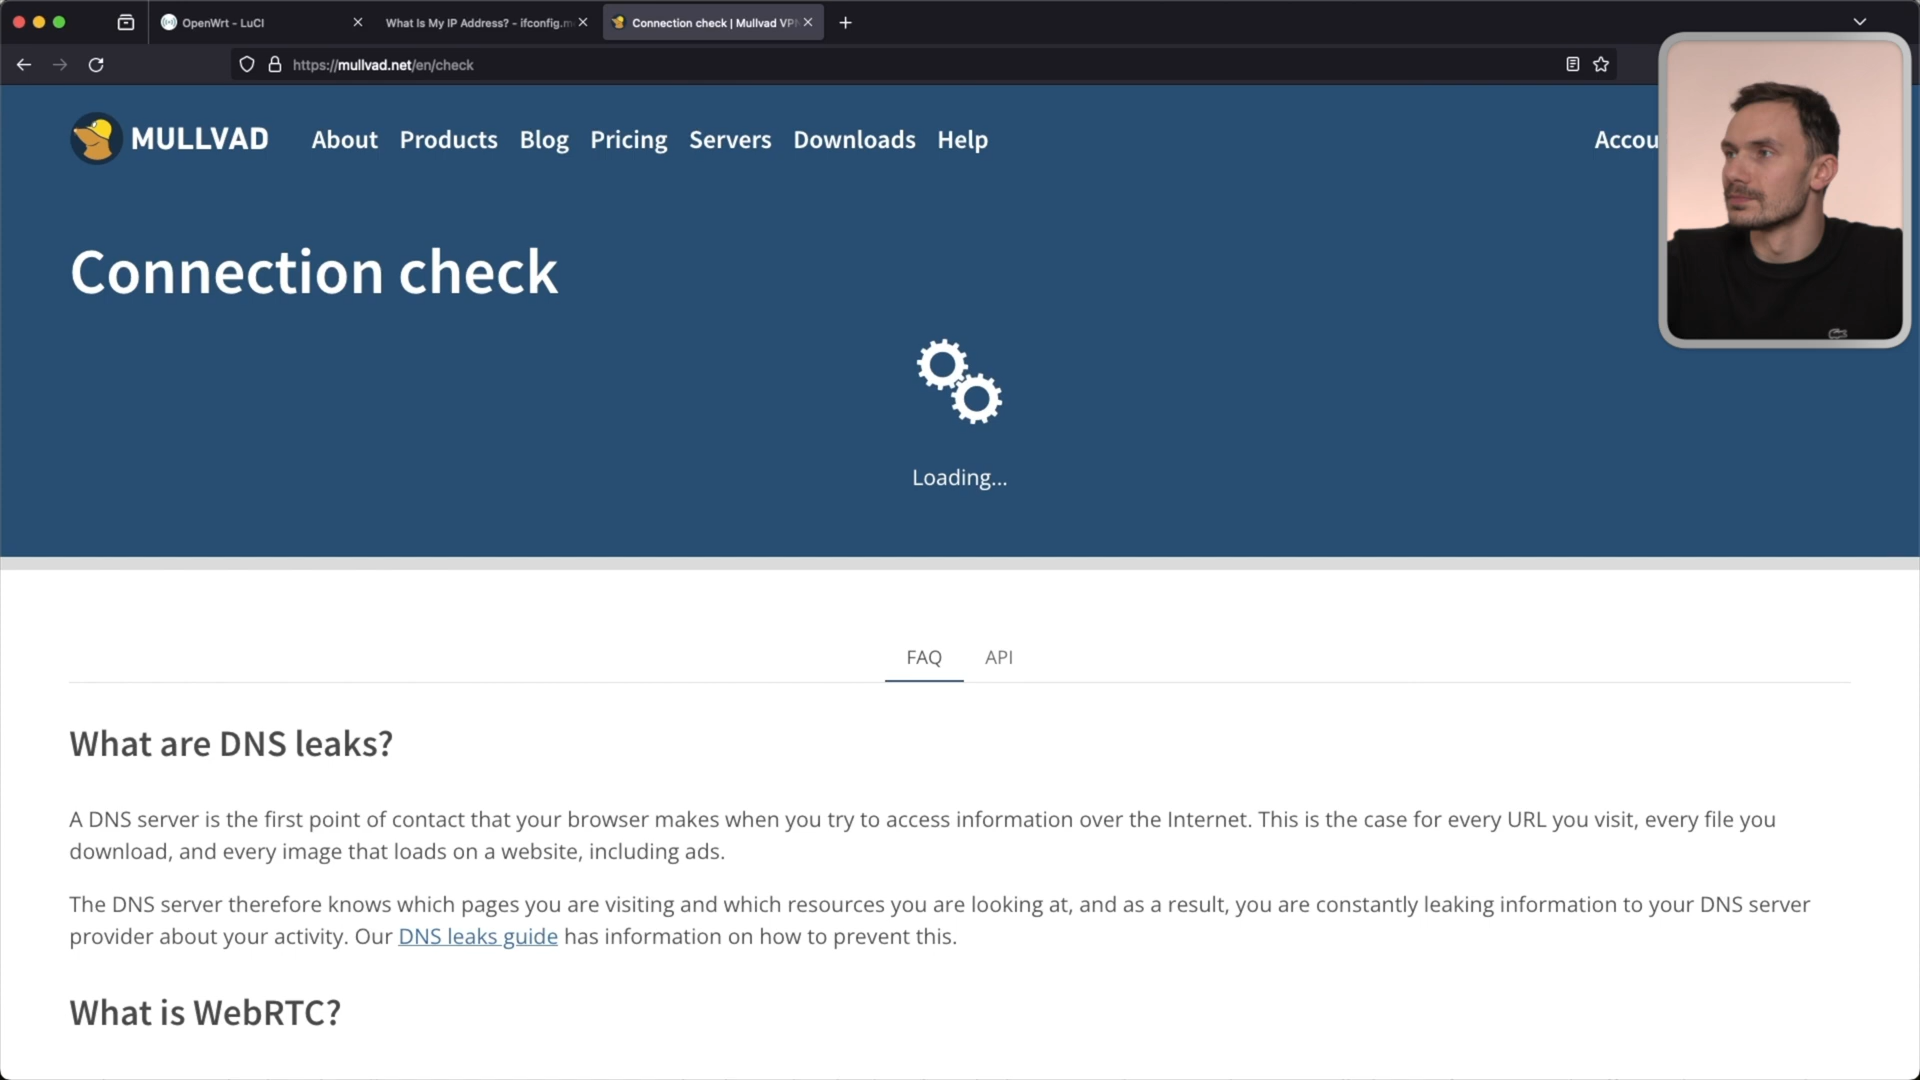 OpenWrt - LuCI
What Is My IP Address? - ifconfig.m
Connection check | Mullvad VPN
https://mullvad.net/en/check
MULLVAD
About Products Blog Pricing Servers Downloads Help
Accou
Connection check
Loading...
FAQ API
What are DNS leaks?
A DNS server is the first point of contact that your browser makes when you try to access information over the Internet. This is the case for every URL you visit, every file you
download, and every image that loads on a website, including ads.
The DNS server therefore knows which pages you are visiting and which resources you are looking at, and as a result, you are constantly leaking information to your DNS server
provider about your activity. Our DNS leaks guide has information on how to prevent this.
What is WebRTC?